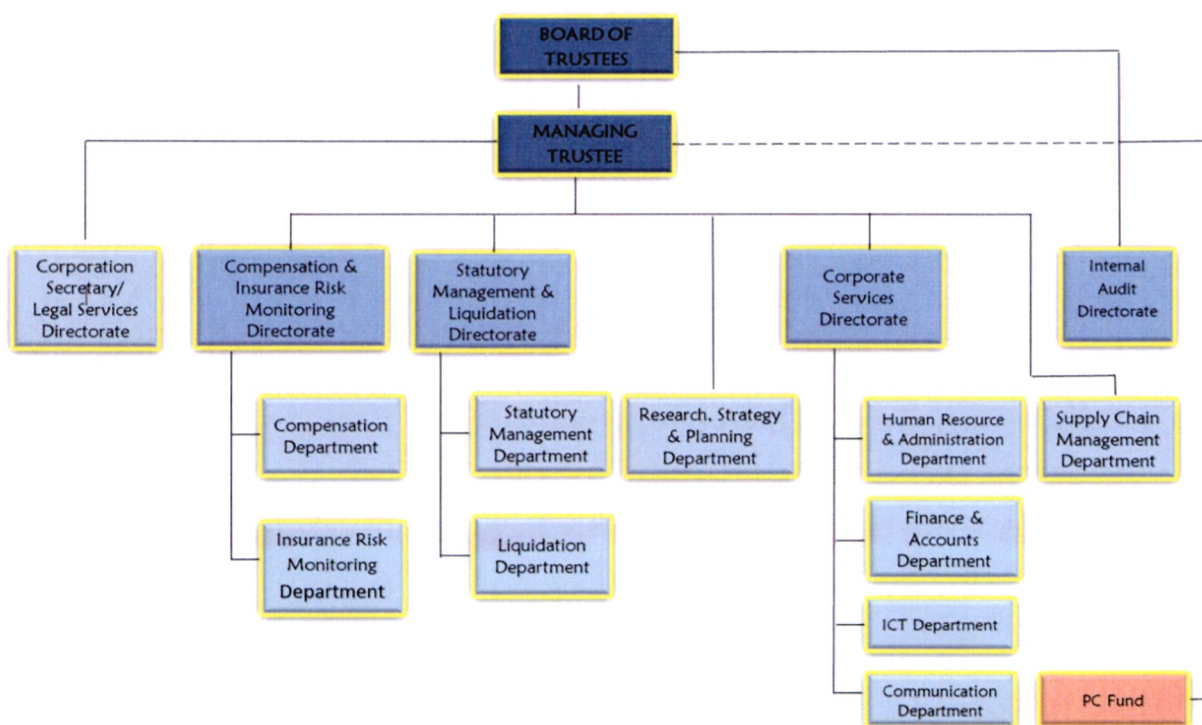 BOARD OF
TRUSTEES
MANAGING
TRUSTEE
Corporation
Secretary/
Legal Services
Directorate
Compensation &
Insurance Risk
Monitoring
Directorate
Statutory
Management &
Liquidation
Directorate
Corporate
Services
Directorate
Internal
Audit
Directorate
Compensation
Department
Statutory
Management
Department
Research, Strategy
& Planning
Department
Human Resource
& Administration
Department
Supply Chain
Management
Department
Insurance Risk
Monitoring
Department
Liquidation
Department
Finance &
Accounts
Department
ICT Department
Communication
Department
PC Fund